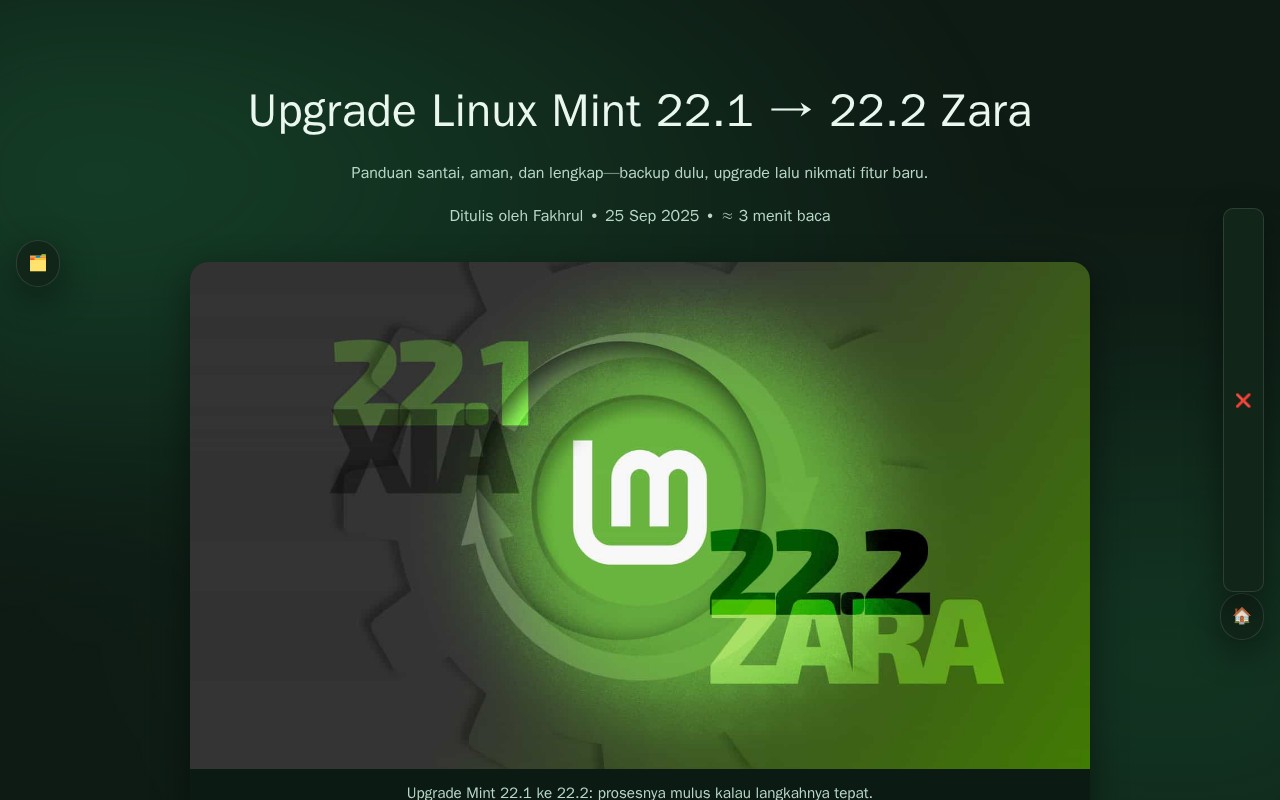 Upgrade Linux Mint 22.1 → 22.2 Zara
Panduan santai, aman, dan lengkap—backup dulu, upgrade lalu nikmati fitur baru.
Ditulis oleh Fakhrul • 25 Sep 2025 • ≈ 3 menit baca
22.1
XIA
lm
22.2
ZARA
Upgrade Mint 22.1 ke 22.2: prosesnya mulus kalau langkahnya tepat.